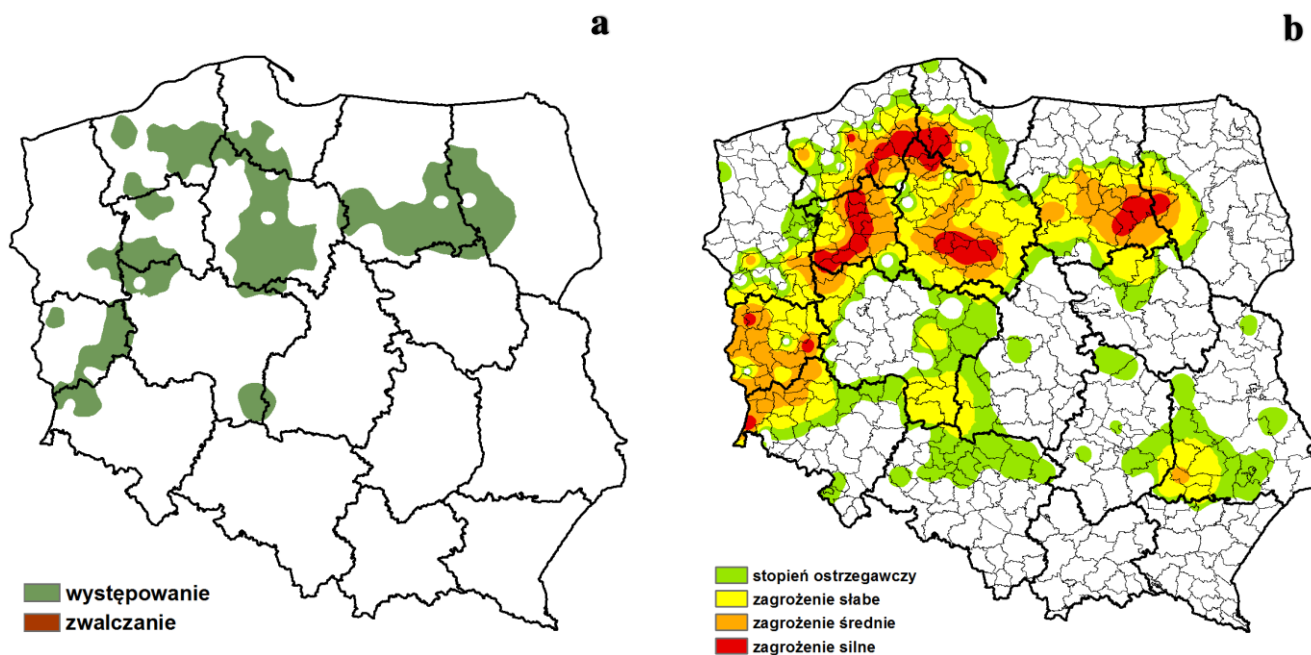 a
b
występowanie
zwalczanie
stopień ostrzegawczy
zagrożenie słabe
zagrożenie średnie
zagrożenie silne